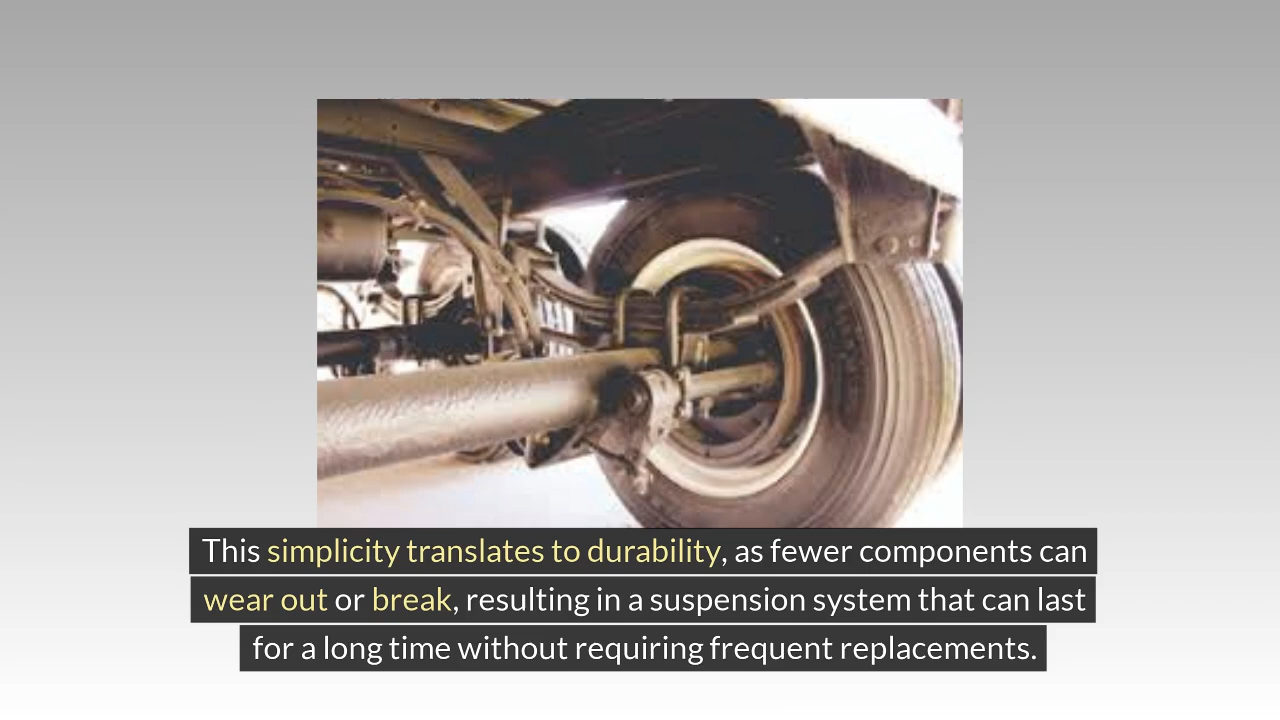 This simplicity translates to durability, as fewer components can
wear out or break, resulting in a suspension system that can last
for a long time without requiring frequent replacements.